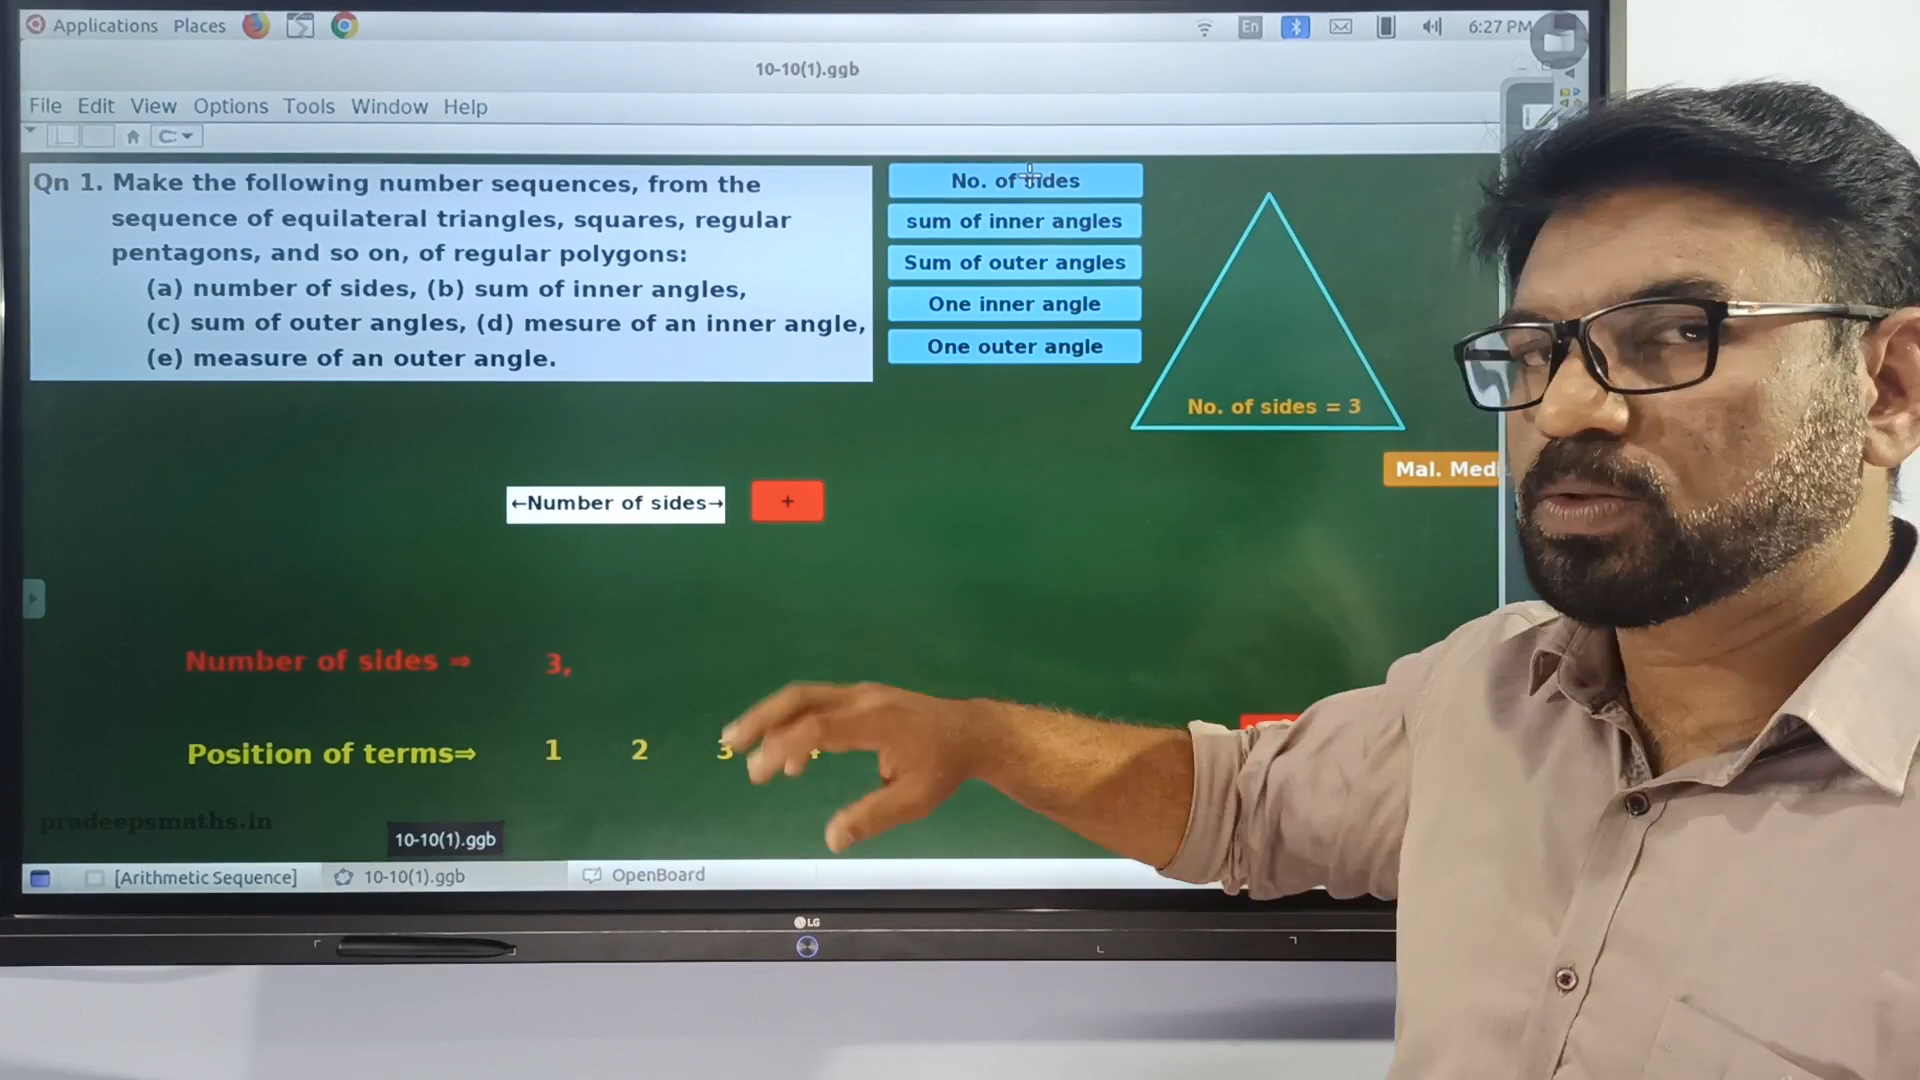 Applications Places
En
6:27 PM
10-10(1).ggb
File Edit View Options Tools Window Help
Qn 1. Make the following number sequences, from the
sequence of equilateral triangles, squares, regular
pentagons, and so on, of regular polygons:
(a) number of sides, (b) sum of inner angles,
(c) sum of outer angles, (d) mesure of an inner angle,
(e) measure of an outer angle.
No. of sides
sum of inner angles
Sum of outer angles
One inner angle
One outer angle
No. of sides = 3
Mal.
←Number of sides→ +
Number of sides ⇒ 3,
Position of terms⇒ 1 2 3
pradeepsmaths.in
10-10(1).ggb
[Arithmetic Sequence] 10-10(1).ggb OpenBoard
LG